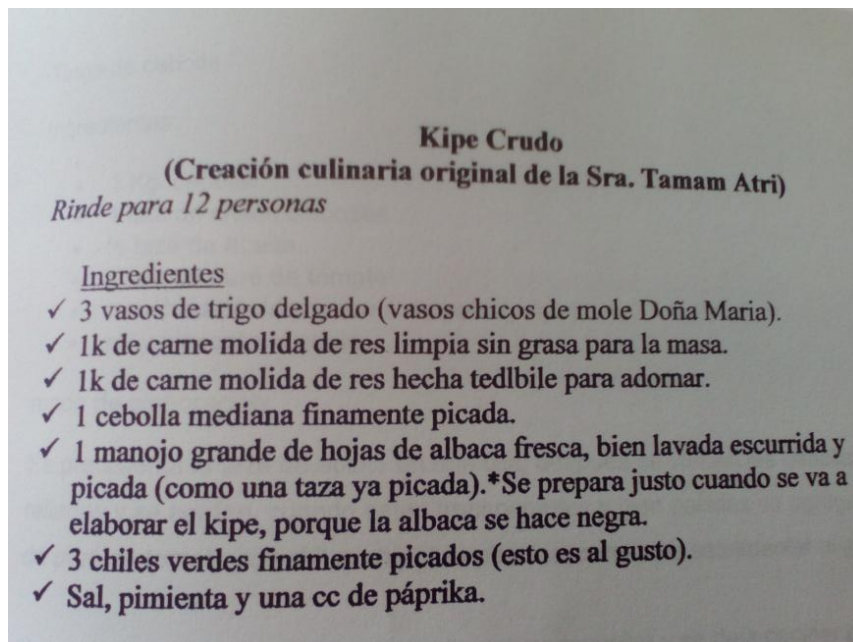 Kipe Crudo
(Creación culinaria original de la Sra. Tamam Atri)
Rinde para 12 personas
Ingredientes
✓ 3 vasos de trigo delgado (vasos chicos de mole Doña Maria).
✓ 1k de carne molida de res limpia sin grasa para la masa.
✓ 1k de carne molida de res hecha tedlbile para adornar.
✓ 1 cebolla mediana finamente picada.
✓ 1 manojo grande de hojas de albaca fresca, bien lavada escurrida y
picada (como una taza ya picada).*Se prepara justo cuando se va a
elaborar el kipe, porque la albaca se hace negra.
✓ 3 chiles verdes finamente picados (esto es al gusto).
✓ Sal, pimienta y una cc de páprika.